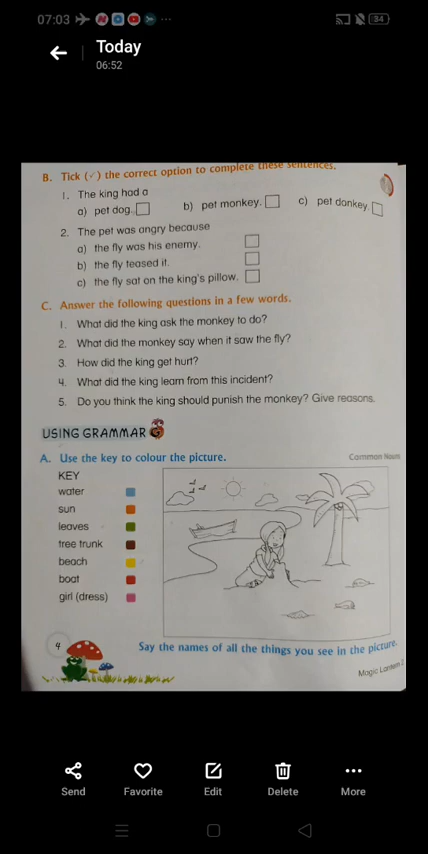 07:03
34
Today
06:52
B. Tick (✓) the correct option to complete these sentences.
1. The king had a
a) pet dog. b) pet monkey. c) pet donkey.
2. The pet was angry because
a) the fly was his enemy.
b) the fly teased it.
c) the fly sat on the king's pillow.
C. Answer the following questions in a few words.
1. What did the king ask the monkey to do?
2. What did the monkey say when it saw the fly?
3. How did the king get hurt?
4. What did the king learn from this incident?
5. Do you think the king should punish the monkey? Give reasons.
USING GRAMMAR
A. Use the key to colour the picture. Common Noun
KEY
water
sun
leaves
tree trunk
beach
boat
girl (dress)
4
Say the names of all the things you see in the picture.
Magic Lantern 2
Send Favorite Edit Delete More